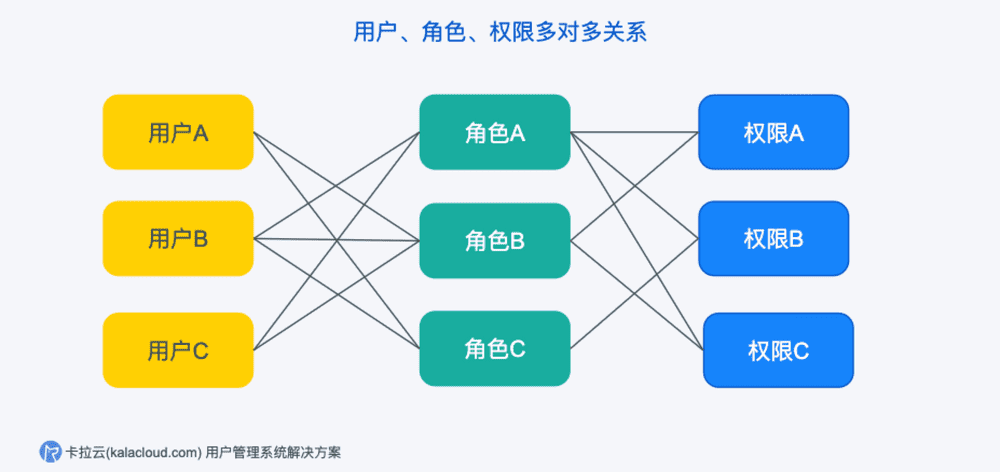 用户、角色、权限多对多关系
用户A
角色A
权限A
用户B
角色B
权限B
用户C
角色C
权限C
卡拉云(kalacloud.com) 用户管理系统解决方案